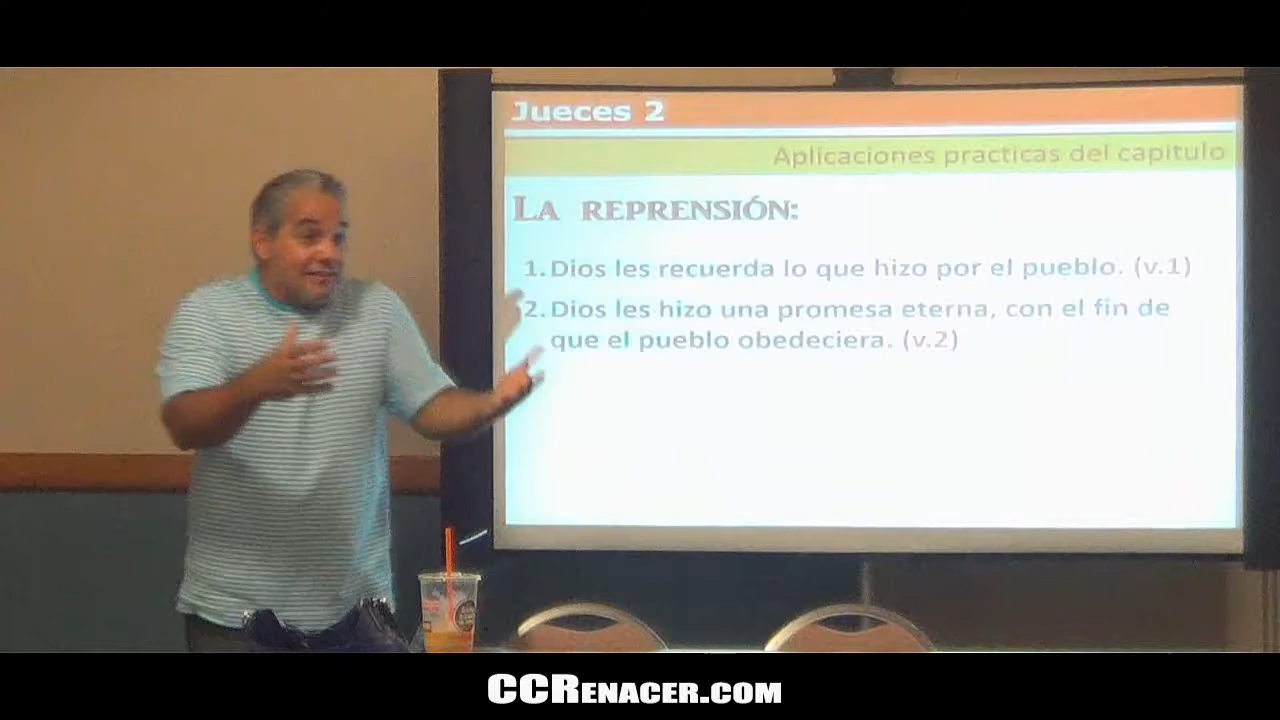 Jueces 2
Aplicaciones practicas del capitulo
LA REPRENSIÓN:
1. Dios les recuerda lo que hizo por el pueblo. (v.1)
2. Dios les hizo una promesa eterna, con el fin de
que el pueblo obedeciera. (v.2)
CCRENACER.COM